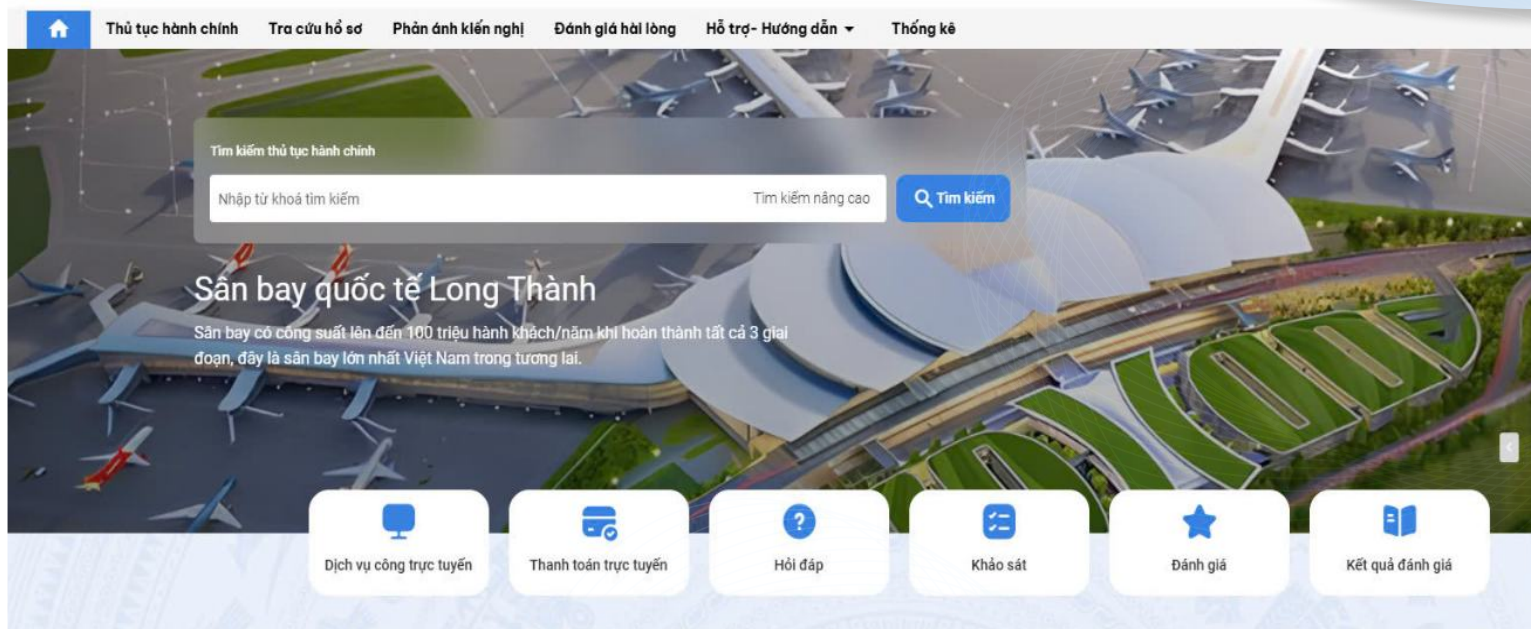 Thủ tục hành chính Tra cứu hồ sơ Phản ánh kiến nghị Đánh giá hài lòng Hỗ trợ- Hướng dẫn Thống kê
Tìm kiếm thủ tục hành chính
Nhập từ khoá tìm kiếm Tìm kiếm nâng cao Tìm kiếm
Sân bay quốc tế Long Thành
Sân bay có công suất lên đến 100 triệu hành khách/năm khi hoàn thành tất cả 3 giai
đoạn, đây là sân bay lớn nhất Việt Nam trong tương lai.
Dịch vụ công trực tuyến Thanh toán trực tuyến Hỏi đáp Khảo sát Đánh giá Kết quả đánh giá